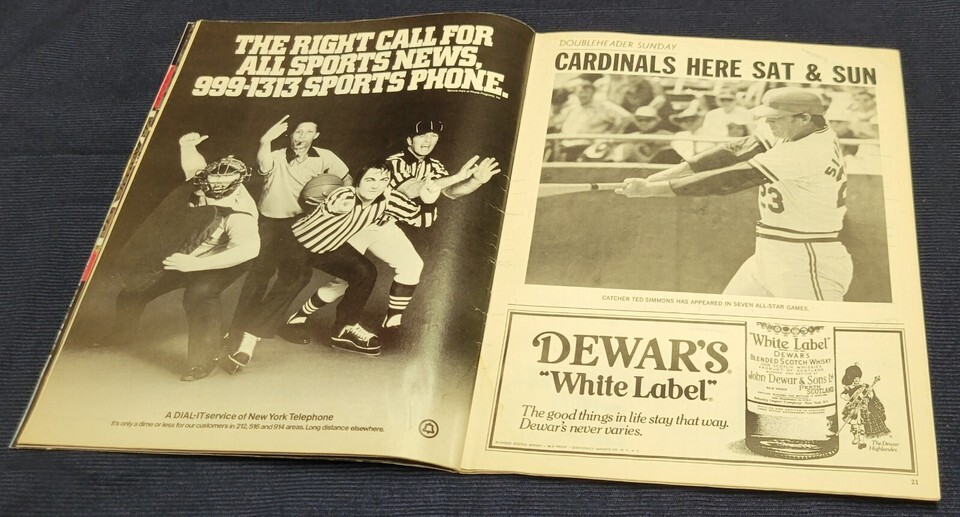 THE RIGHT CALL FOR
ALL SPORTS NEWS,
999-1313 SPORTS PHONE.
A DIAL-IT service of New York Telephone
It's only a dime or less for our customers in 212, 516 and 914 areas. Long distance elsewhere.
DOUBLEHEADER SUNDAY
CARDINALS HERE SAT & SUN
23
CATCHER TED SIMMONS HAS APPEARED IN SEVEN ALL-STAR GAMES.
DEWAR'S®
"White Label"®
The good things in life stay that way.
Dewar's never varies.
"White Label"
DEWAR'S
BLENDED SCOTCH WHISKY
John Dewar & Sons Ld
PERTH
SCOTLAND
The Dewar
Highlander
21